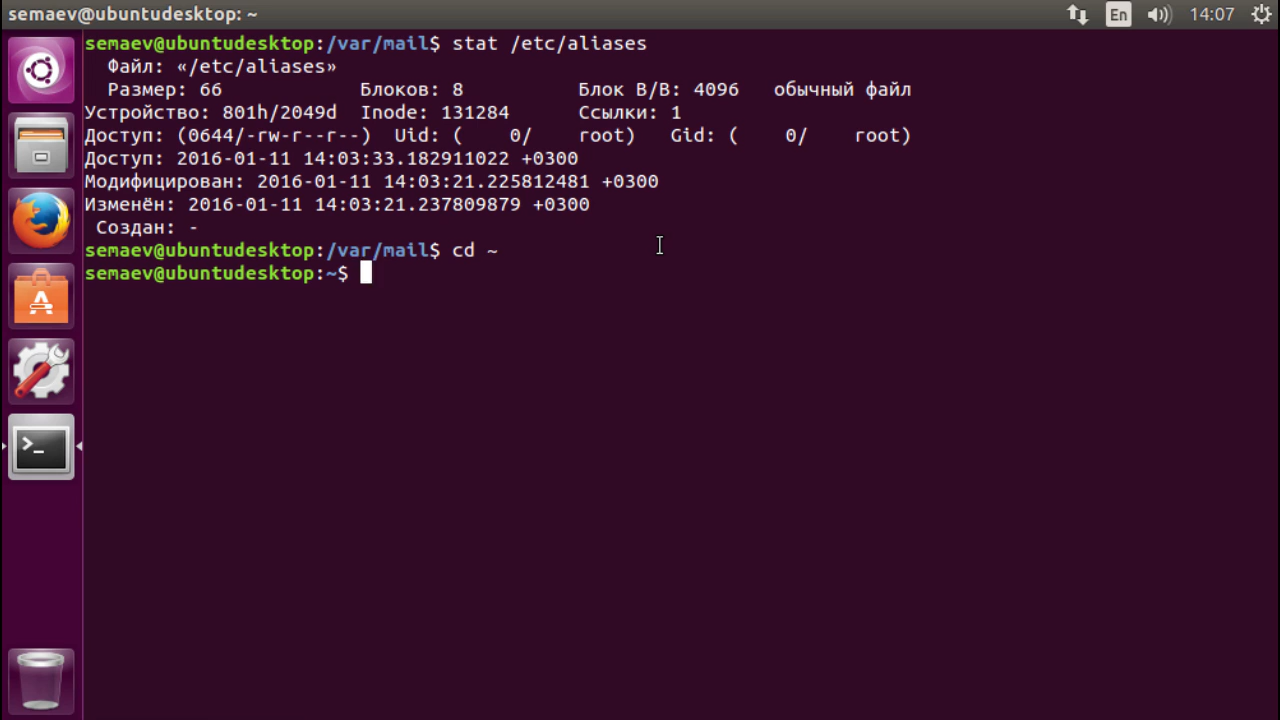 semaev@ubuntudesktop: ~ En 14:07
semaev@ubuntudesktop:/var/mail$ stat /etc/aliases
Файл: «/etc/aliases»
Размер: 66 Блоков: 8 Блок В/В: 4096 обычный файл
Устройство: 801h/2049d Inode: 131284 Ссылки: 1
Доступ: (0644/-rw-r--r--) Uid: ( 0/ root) Gid: ( 0/ root)
Доступ: 2016-01-11 14:03:33.182911022 +0300
Модифицирован: 2016-01-11 14:03:21.225812481 +0300
Изменён: 2016-01-11 14:03:21.237809879 +0300
Создан: -
semaev@ubuntudesktop:/var/mail$ cd ~
semaev@ubuntudesktop:~$